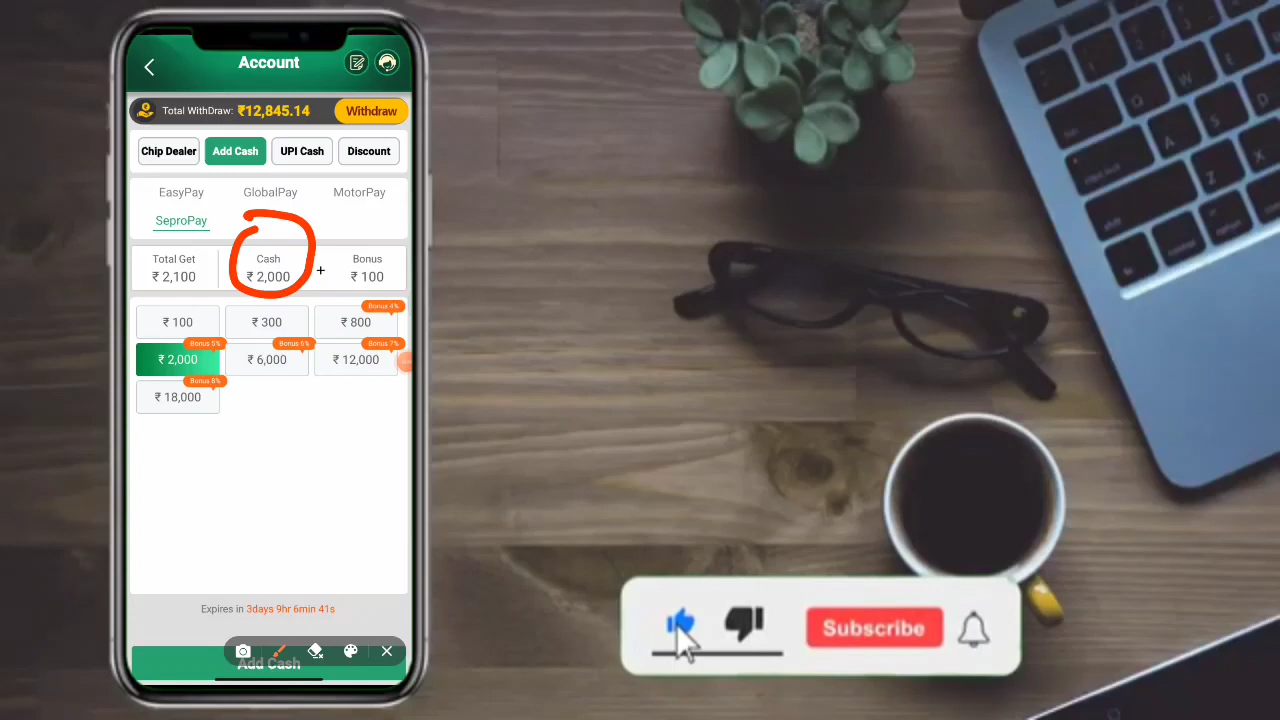 Account
Total WithDraw: ₹12,845.14 Withdraw
Chip Dealer Add Cash UPI Cash Discount
EasyPay GlobalPay MotorPay
SeproPay
Total Get Cash Bonus
₹ 2,100 ₹ 2,000 + ₹ 100
Bonus 4%
₹ 100 ₹ 300 ₹ 800
Bonus 5% Bonus 6% Bonus 7%
₹ 2,000 ₹ 6,000 ₹ 12,000
Bonus 8%
₹ 18,000
Expires in 3days 9hr 6min 41s
Add Cash
Subscribe